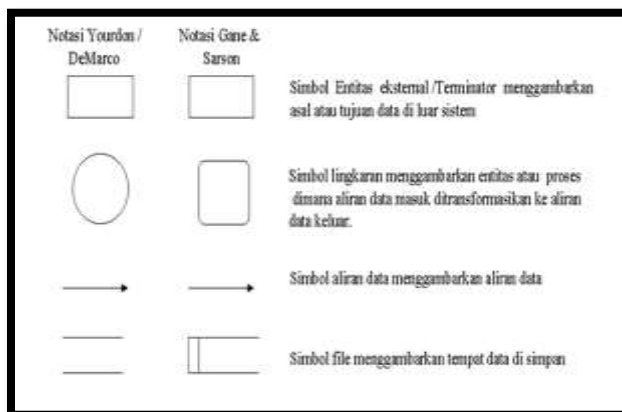 Notasi Yourdon /
DeMarco
Notasi Gane &
Sarson
Simbol Entitas eksternal /Terminator menggambarkan
asal atau tujuan data di luar sistem
Simbol lingkaran menggambarkan entitas atau proses
dimana aliran data masuk ditransformasikan ke aliran
data keluar.
Simbol aliran data menggambarkan aliran data
Simbol file menggambarkan tempat data di simpan